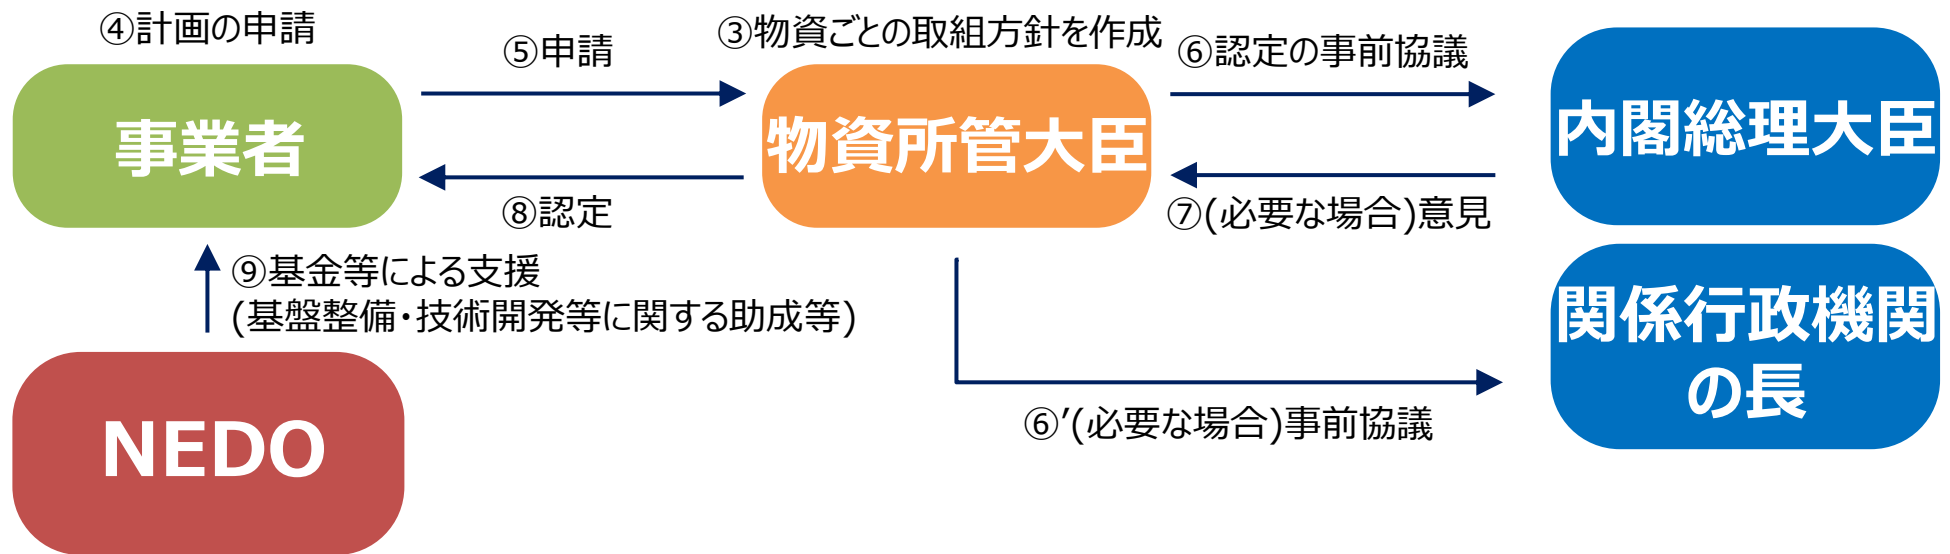 ④計画の申請
⑤申請
③物資ごとの取組方針を作成
⑥認定の事前協議
事業者
物資所管大臣
内閣総理大臣
⑧認定
⑦(必要な場合)意見
⑨基金等による支援
(基盤整備・技術開発等に関する助成等)
関係行政機関
の長
⑥’(必要な場合)事前協議
NEDO